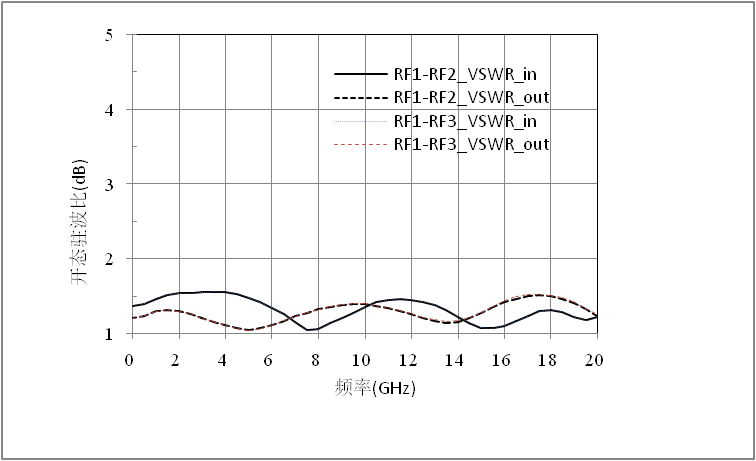 5
RF1-RF2_VSWR_in
RF1-RF2_VSWR_out
4
RF1-RF3_VSWR_in
RF1-RF3_VSWR_out
3
开态驻波比(dB)
2
1
0 2 4 6 8 10 12 14 16 18 20
频率(GHz)